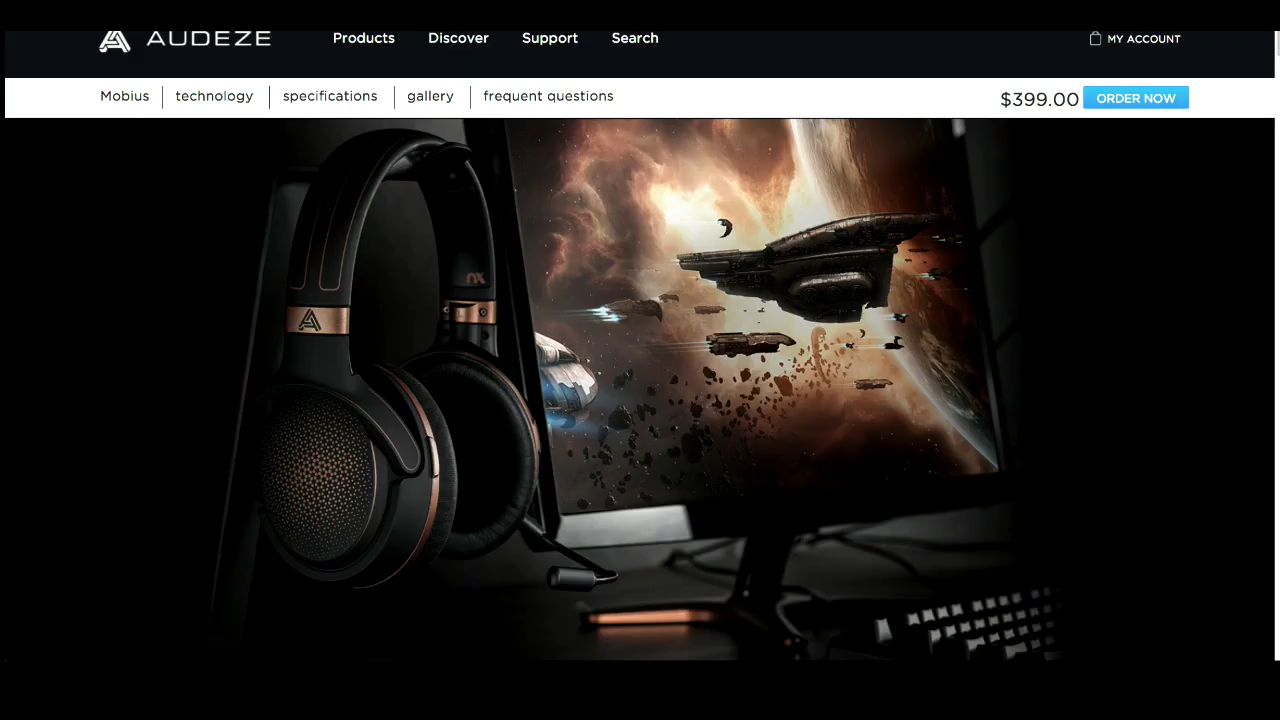 AUDEZE Products Discover Support Search MY ACCOUNT
Mobius technology specifications gallery frequent questions $399.00 ORDER NOW